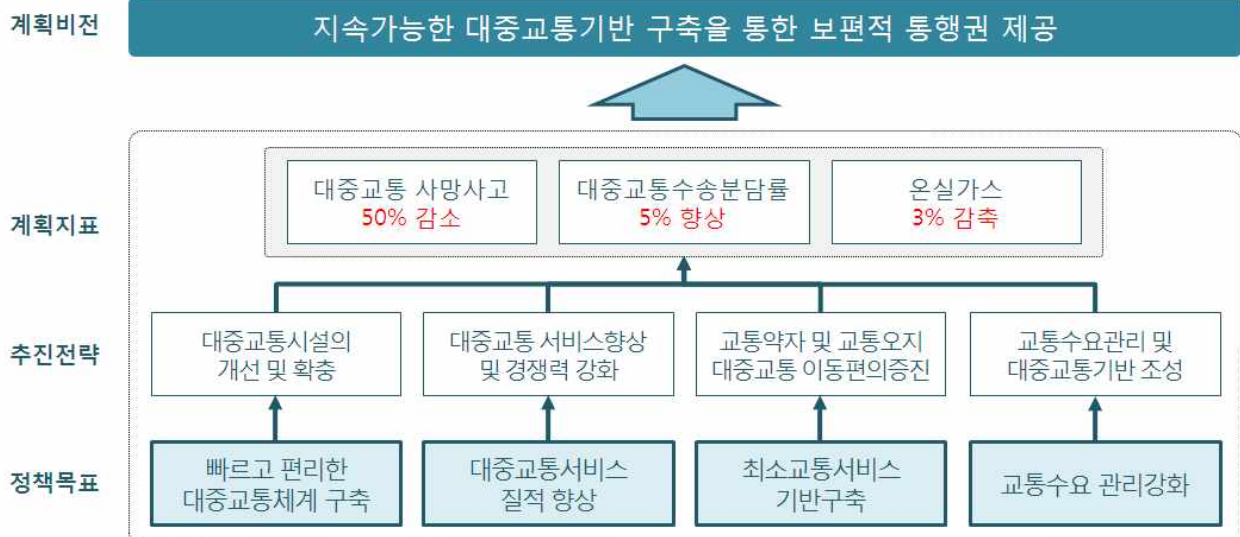 계획비전
지속가능한 대중교통기반 구축을 통한 보편적 통행권 제공
계획지표
대중교통 사망사고
50% 감소
대중교통수송분담률
5% 향상
온실가스
3% 감축
추진전략
대중교통시설의
개선 및 확충
대중교통 서비스향상
및 경쟁력 강화
교통약자 및 교통오지
대중교통 이동편의증진
교통수요관리 및
대중교통기반 조성
정책목표
빠르고 편리한
대중교통체계 구축
대중교통서비스
질적 향상
최소교통서비스
기반구축
교통수요 관리강화